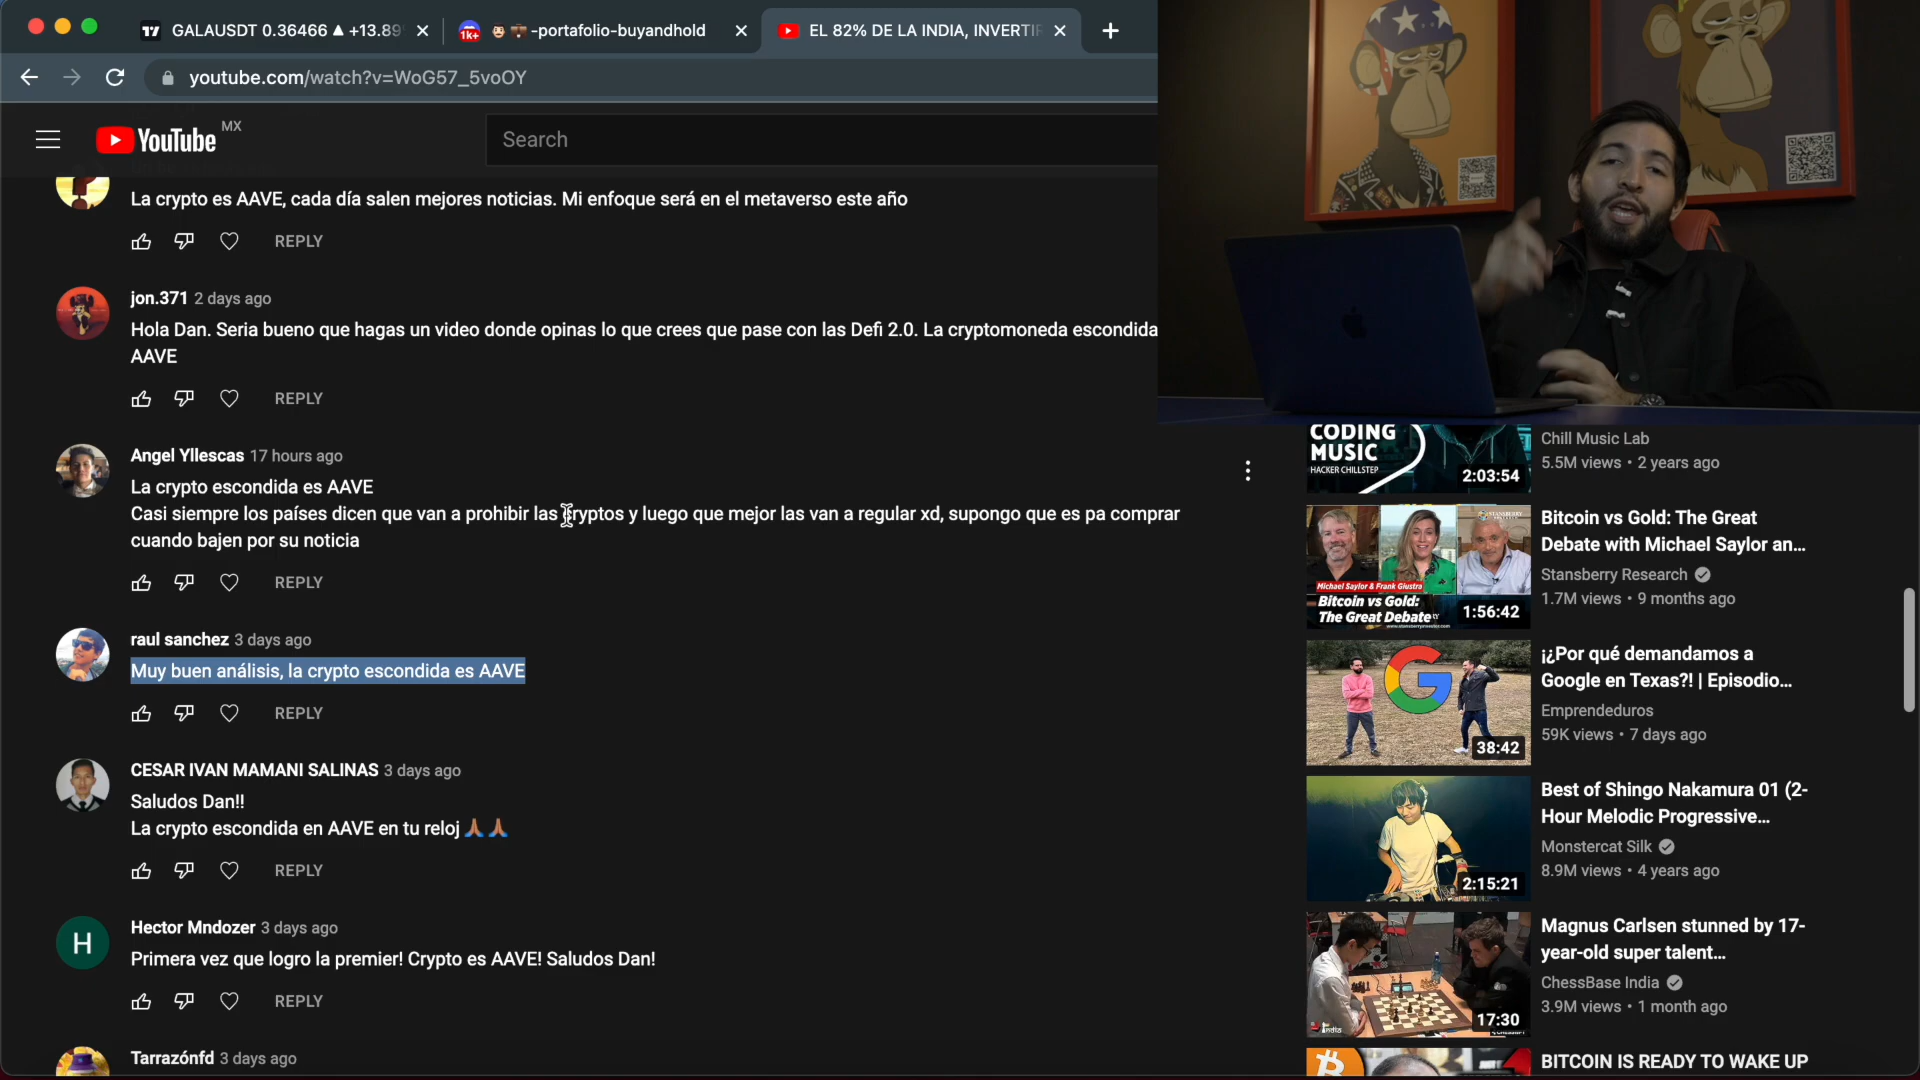 GALAUSDT 0.36466 ▲ +13.89
-portafolio-buyandhold
EL 82% DE LA INDIA, INVERTIR
1k+
youtube.com/watch?v=WoG57_5voOY
YouTube MX
Search
La crypto es AAVE, cada día salen mejores noticias. Mi enfoque será en el metaverso este año
REPLY
jon.371 2 days ago
Hola Dan. Seria bueno que hagas un video donde opinas lo que crees que pase con las Defi 2.0. La cryptomoneda escondida
AAVE
REPLY
Angel Yllescas 17 hours ago
La crypto escondida es AAVE
Casi siempre los países dicen que van a prohibir las cryptos y luego que mejor las van a regular xd, supongo que es pa comprar
cuando bajen por su noticia
REPLY
raul sanchez 3 days ago
Muy buen análisis, la crypto escondida es AAVE
REPLY
CESAR IVAN MAMANI SALINAS 3 days ago
Saludos Dan!!
La crypto escondida en AAVE en tu reloj 🙏🏽🙏🏽
REPLY
H
Hector Mndozer 3 days ago
Primera vez que logro la premier! Crypto es AAVE! Saludos Dan!
REPLY
Tarrazónfd 3 days ago
CODING
MUSIC
HACKER CHILLSTEP
2:03:54
Chill Music Lab
5.5M views • 2 years ago
Michael Saylor & Frank Giustra
Bitcoin vs Gold:
The Great Debate
1:56:42
Bitcoin vs Gold: The Great
Debate with Michael Saylor an...
Stansberry Research
1.7M views • 9 months ago
38:42
¡¿Por qué demandamos a
Google en Texas?! | Episodio...
Emprendeduros
59K views • 7 days ago
2:15:21
Best of Shingo Nakamura 01 (2-
Hour Melodic Progressive...
Monstercat Silk
8.9M views • 4 years ago
17:30
Magnus Carlsen stunned by 17-
year-old super talent...
ChessBase India
3.9M views • 1 month ago
BITCOIN IS READY TO WAKE UP